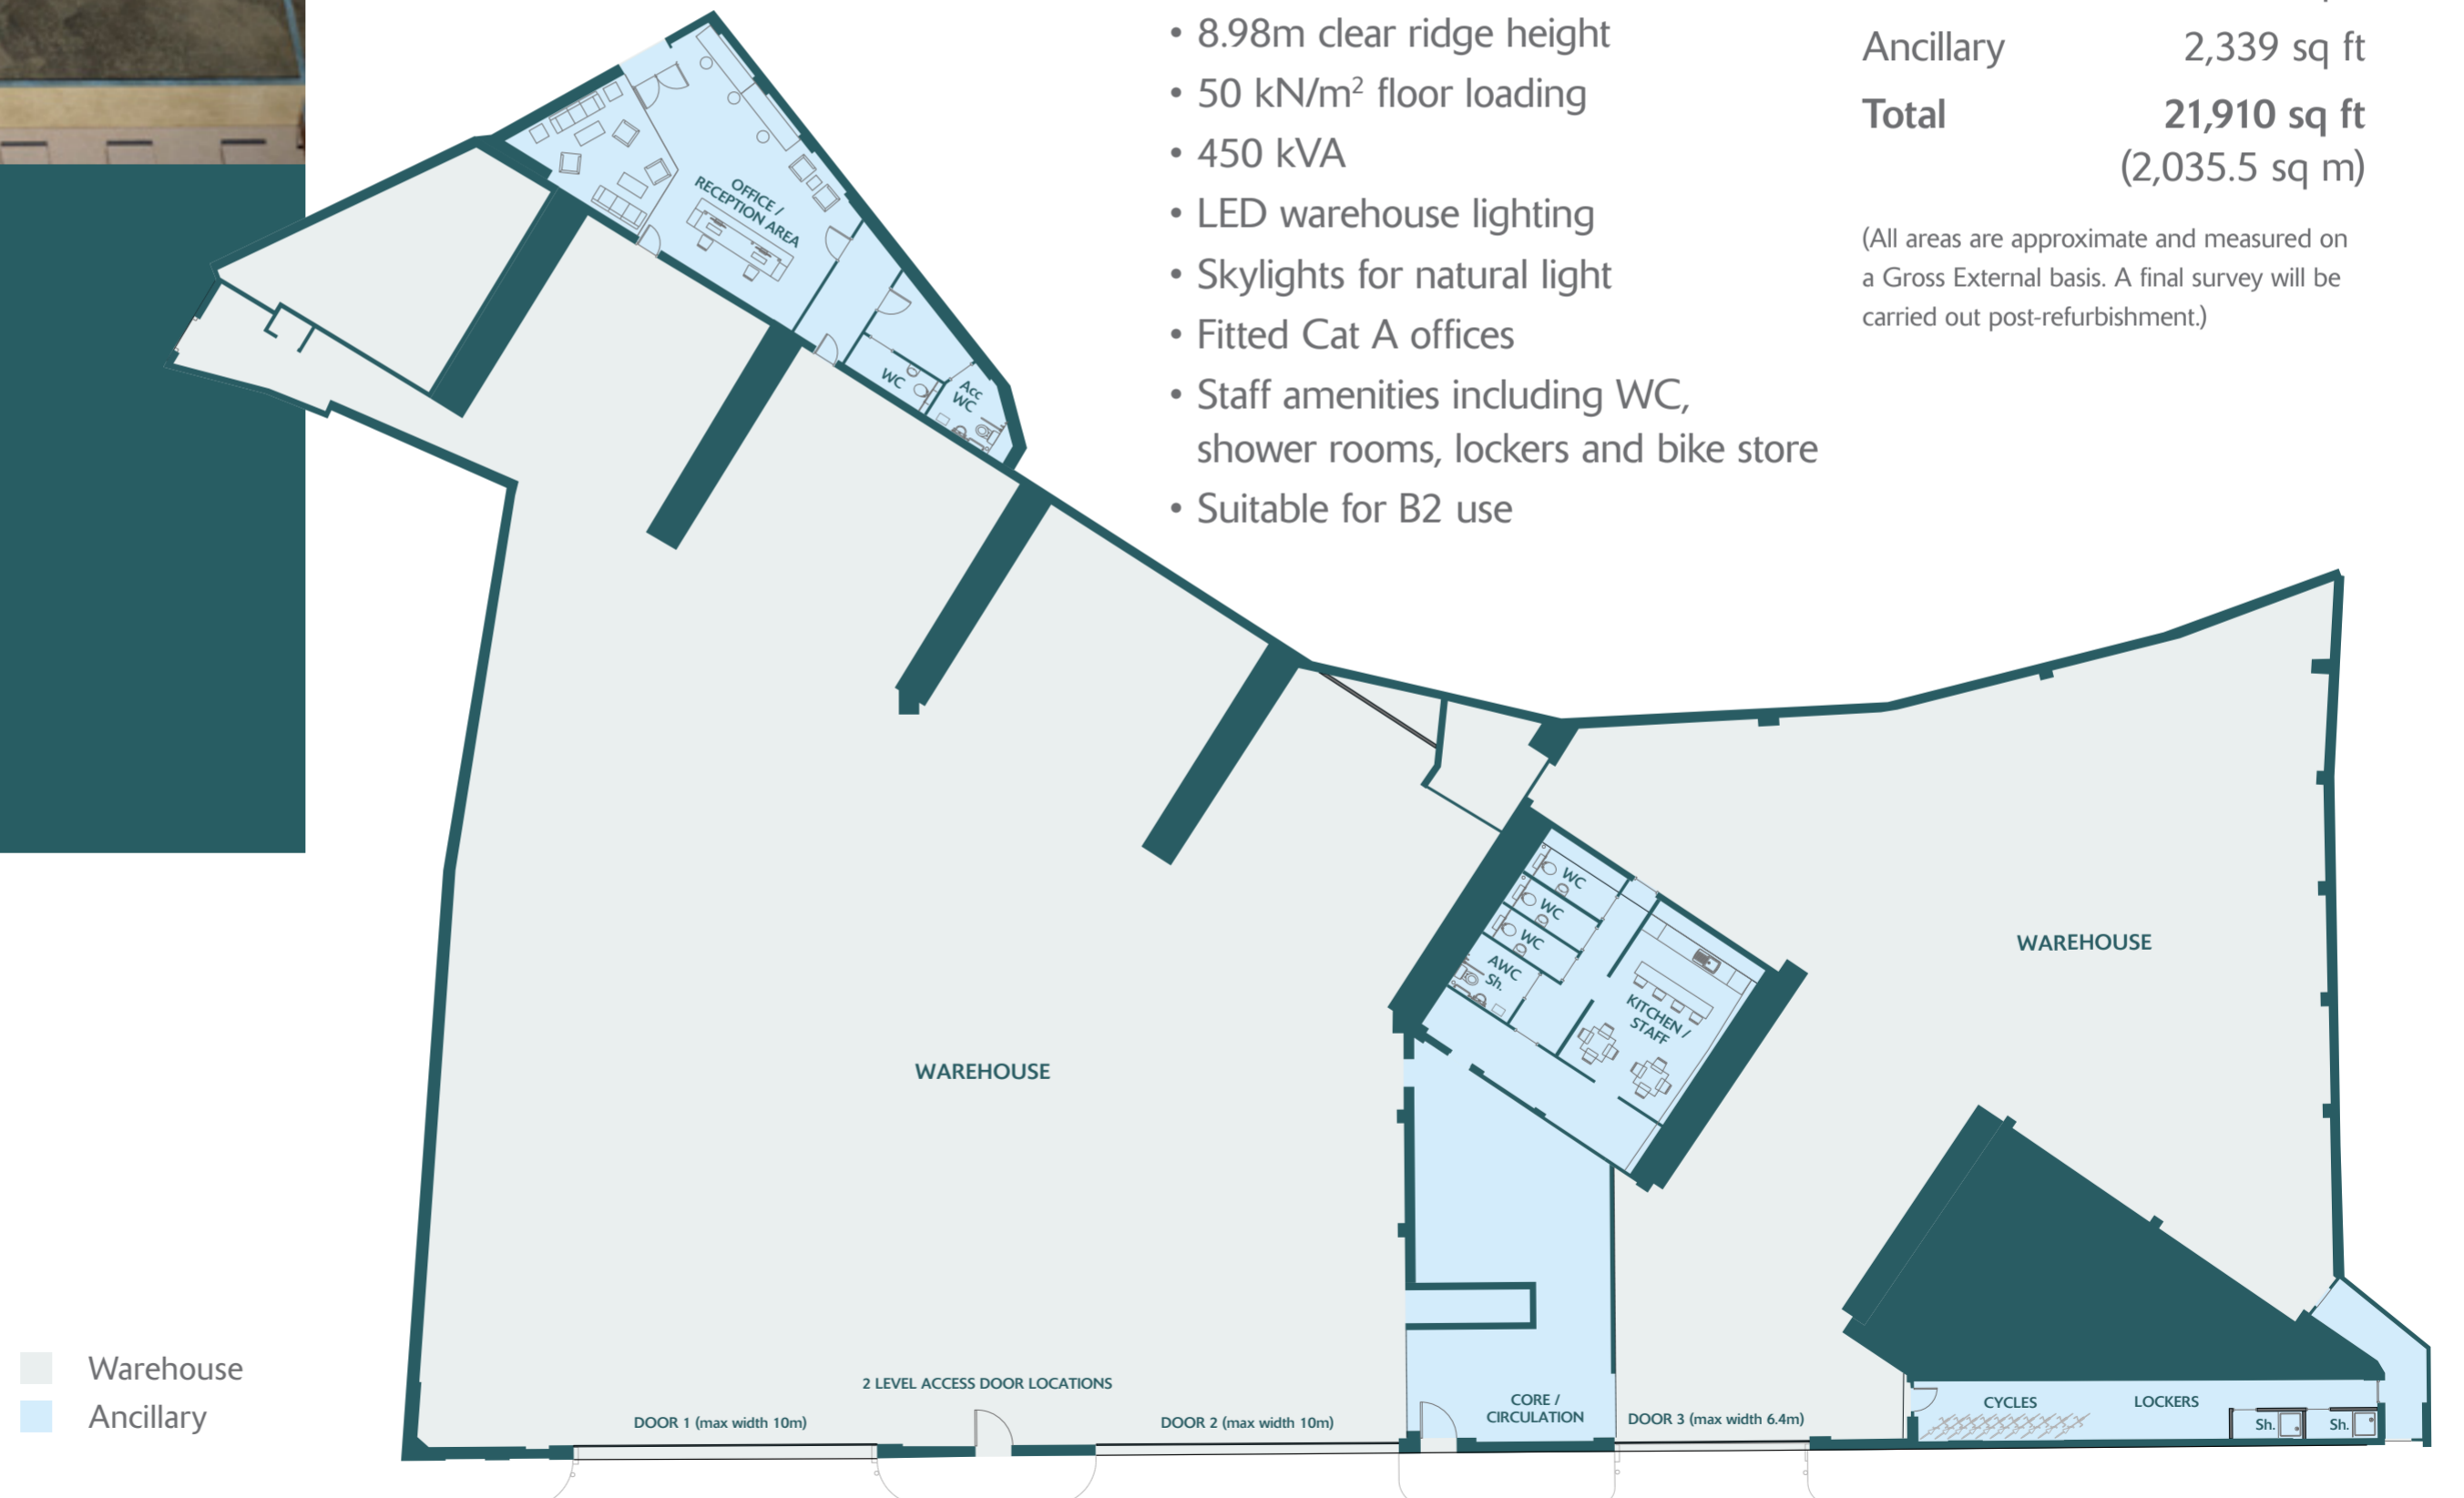 • 8.98m clear ridge height
• 50 kN/m² floor loading
• 450 kVA
• LED warehouse lighting
• Skylights for natural light
• Fitted Cat A offices
• Staff amenities including WC,
shower rooms, lockers and bike store
• Suitable for B2 use
Ancillary 2,339 sq ft
Total 21,910 sq ft
(2,035.5 sq m)
(All areas are approximate and measured on
a Gross External basis. A final survey will be
carried out post-refurbishment.)
OFFICE /
RECEPTION AREA
WC
Acc
WC
WC
WC
WC
AWC
Sh.
KITCHEN /
STAFF
WAREHOUSE
WAREHOUSE
2 LEVEL ACCESS DOOR LOCATIONS
DOOR 1 (max width 10m)
DOOR 2 (max width 10m)
CORE /
CIRCULATION
DOOR 3 (max width 6.4m)
CYCLES
LOCKERS
Sh.
Sh.
Warehouse
Ancillary